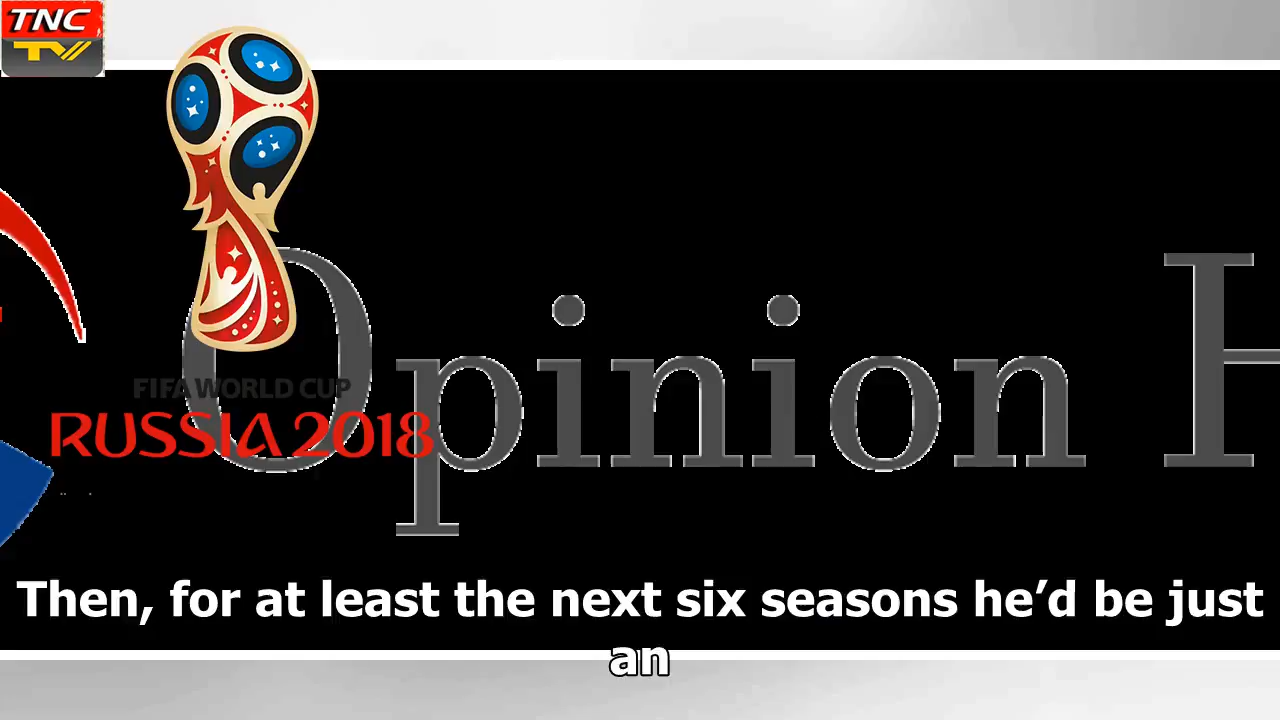 TNC
TV
Opinion H
FIFA WORLD CUP
RUSSIA 2018
Then, for at least the next six seasons he’d be just
an